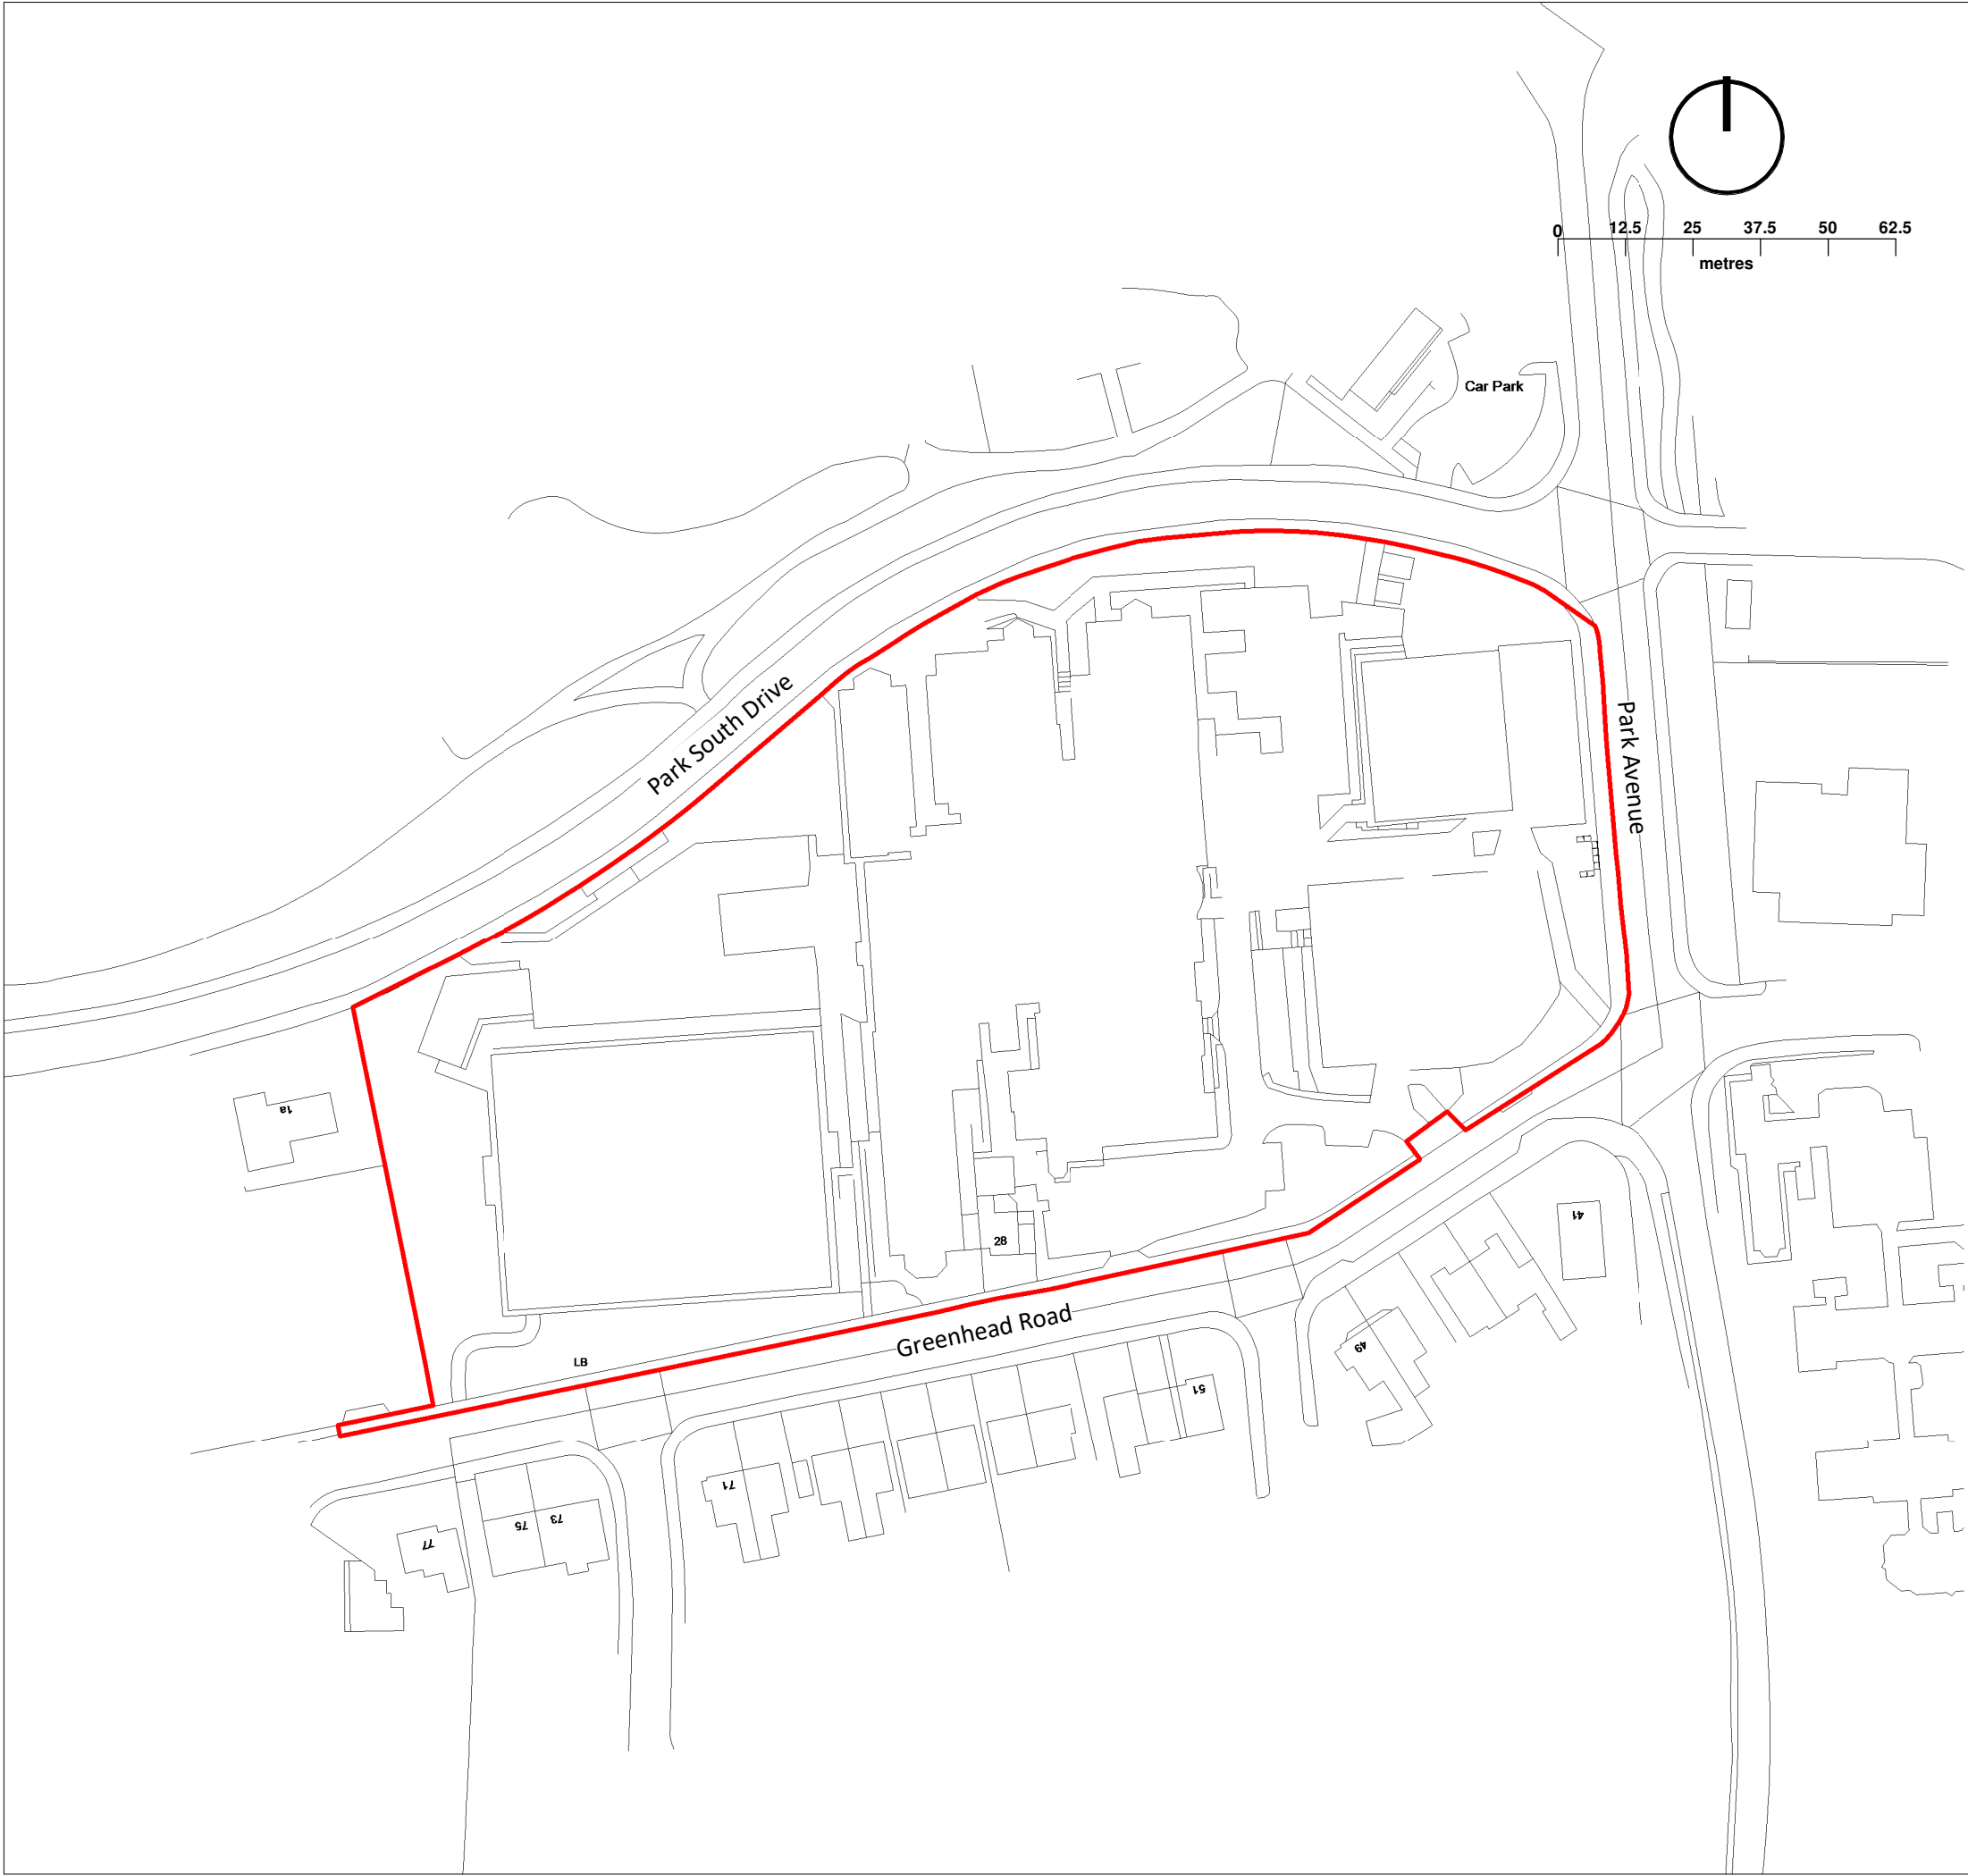 0 12.5 25 37.5 50 62.5
metres
Car Park
Park South Drive
Park Avenue
1a
28
41
Greenhead Road
49
LB
51
71
73
75
77